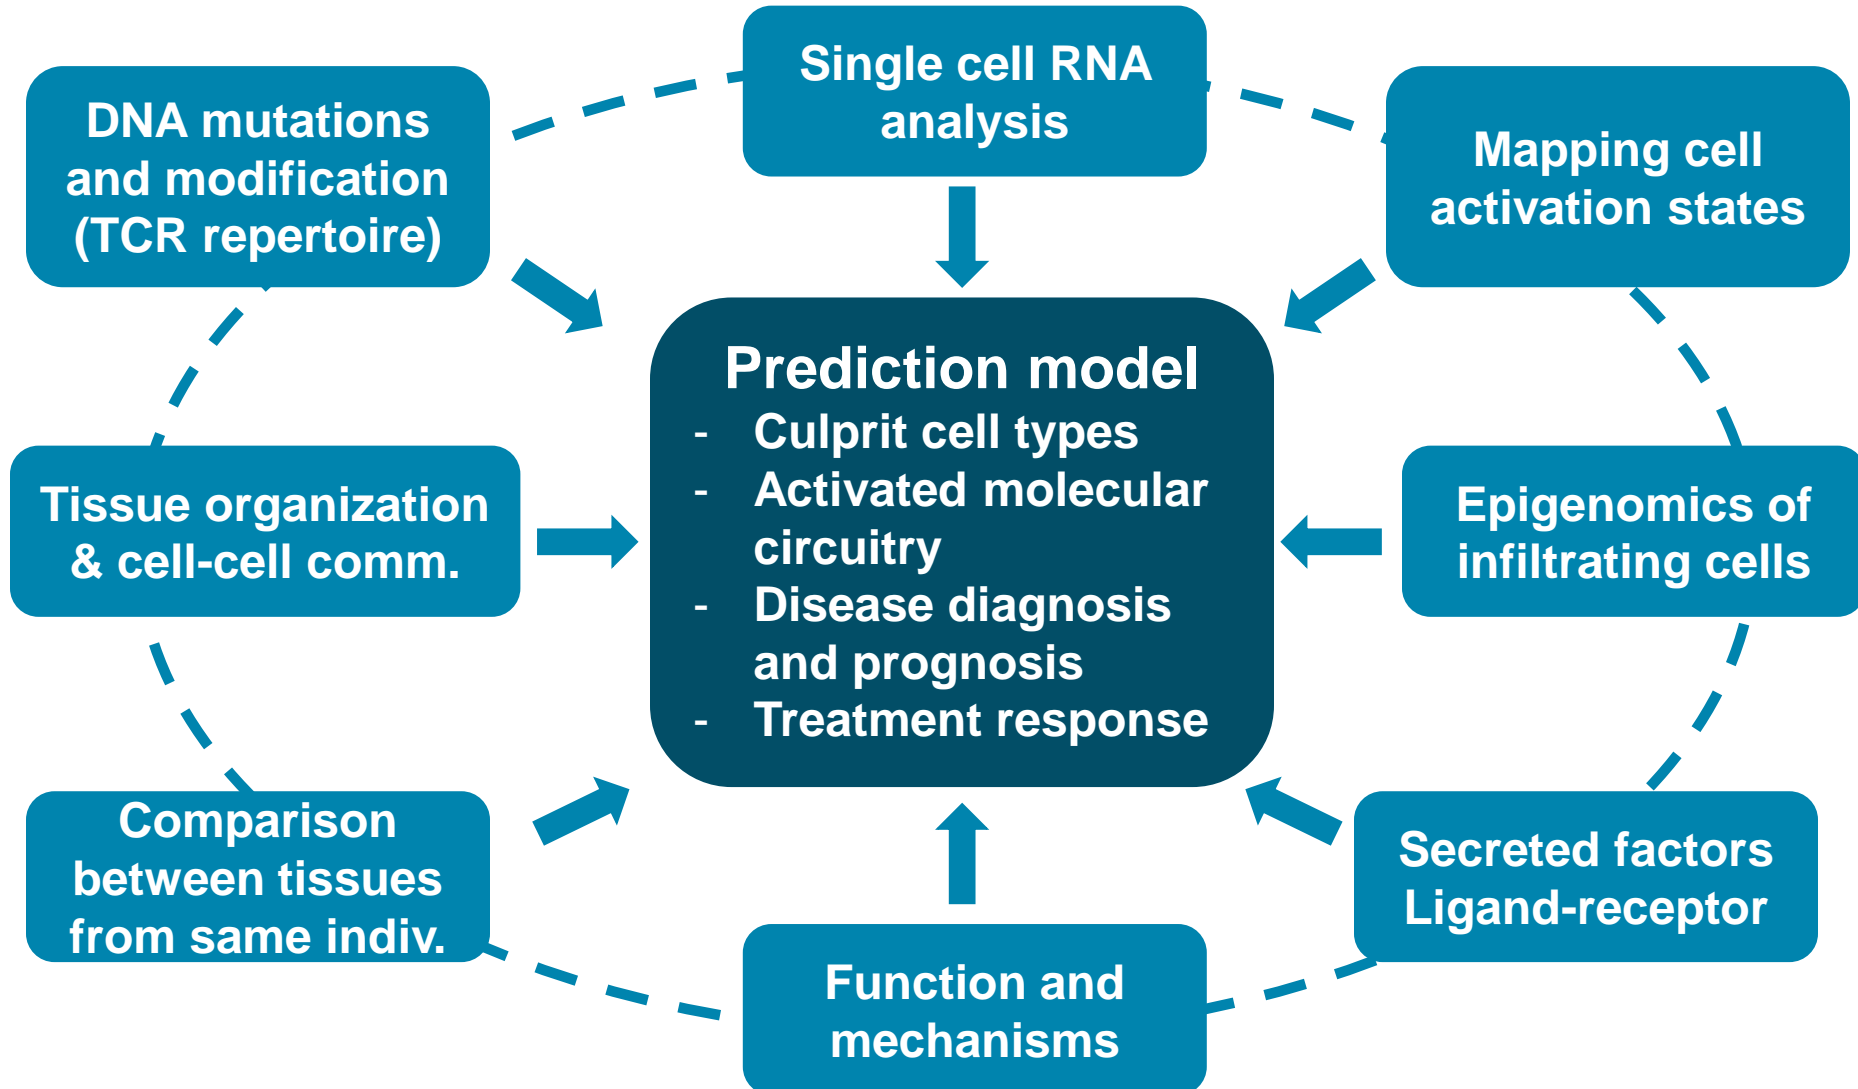 Single cell RNA
analysis
DNA mutations
and modification
(TCR repertoire)
Mapping cell
activation states
Prediction model
- Culprit cell types
- Activated molecular
circuitry
- Disease diagnosis
and prognosis
- Treatment response
Tissue organization
& cell-cell comm.
Epigenomics of
infiltrating cells
Comparison
between tissues
from same indiv.
Secreted factors
Ligand-receptor
Function and
mechanisms